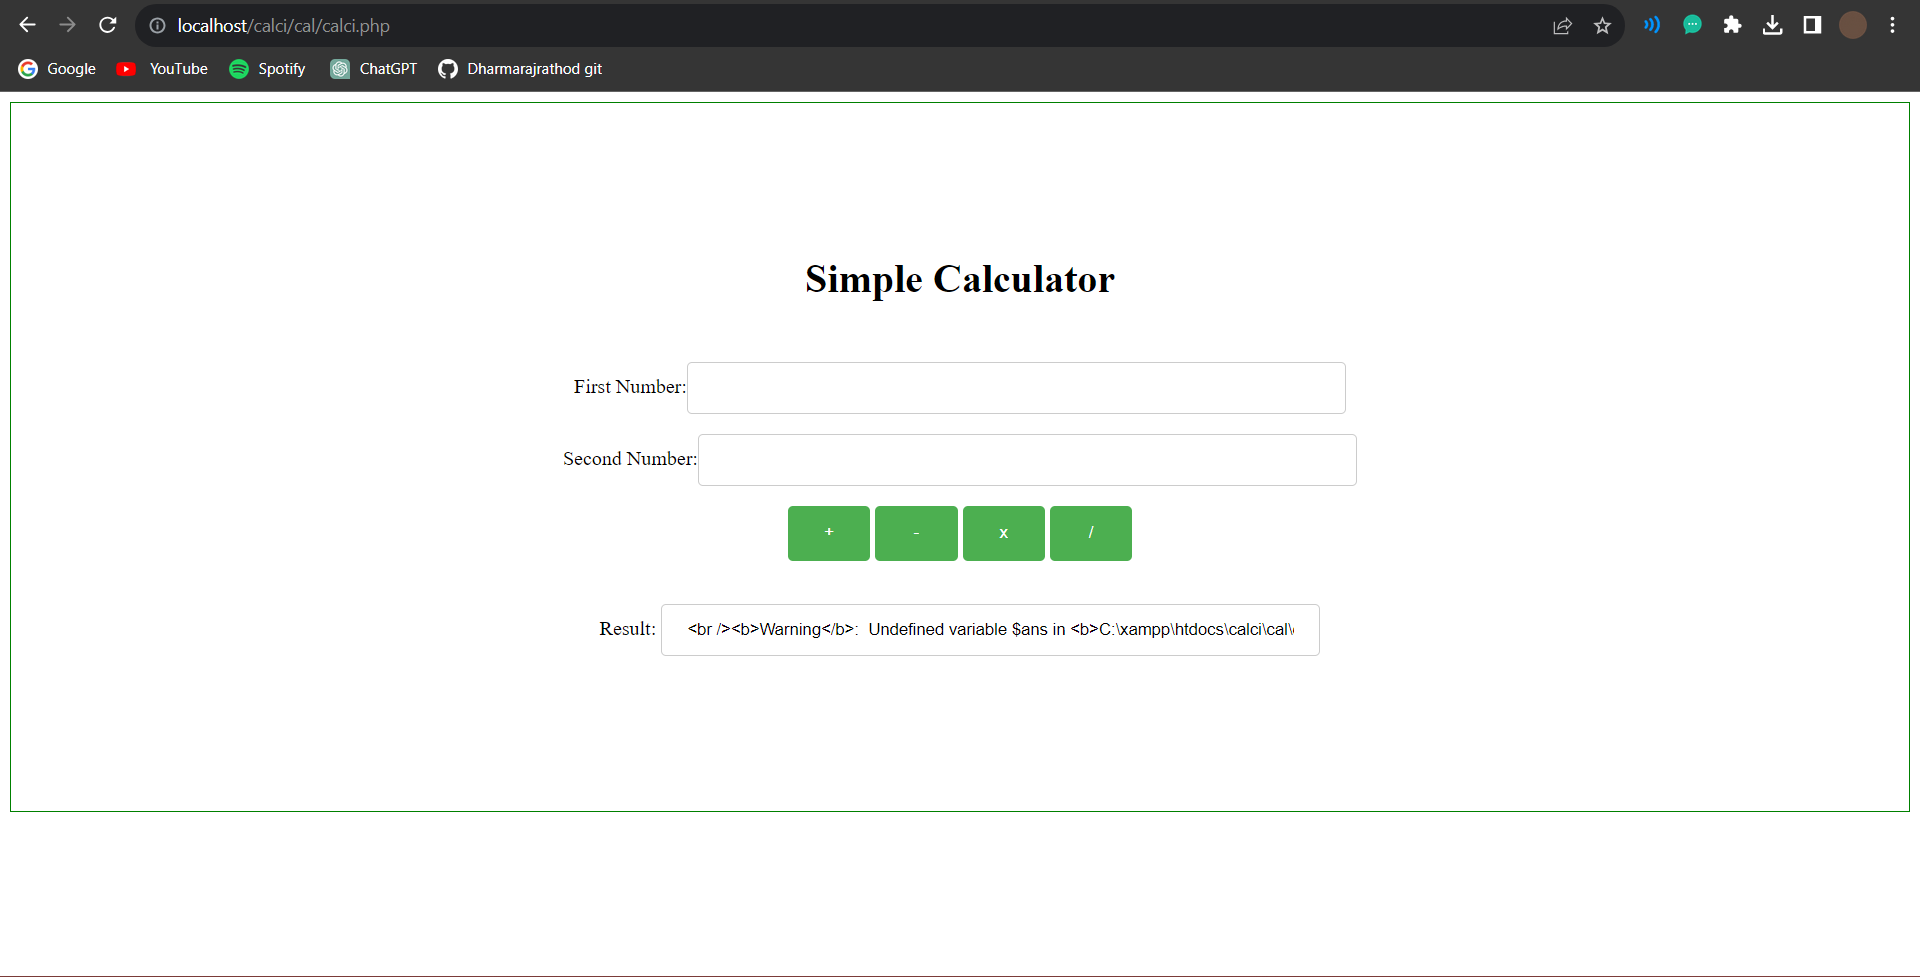 localhost/calci/cal/calci.php
Google YouTube Spotify ChatGPT Dharmarajrathod git
Simple Calculator
First Number:
Second Number:
+ - x /
Result: <br /><b>Warning</b>:  Undefined variable $ans in <b>C:\xampp\htdocs\calci\cal\